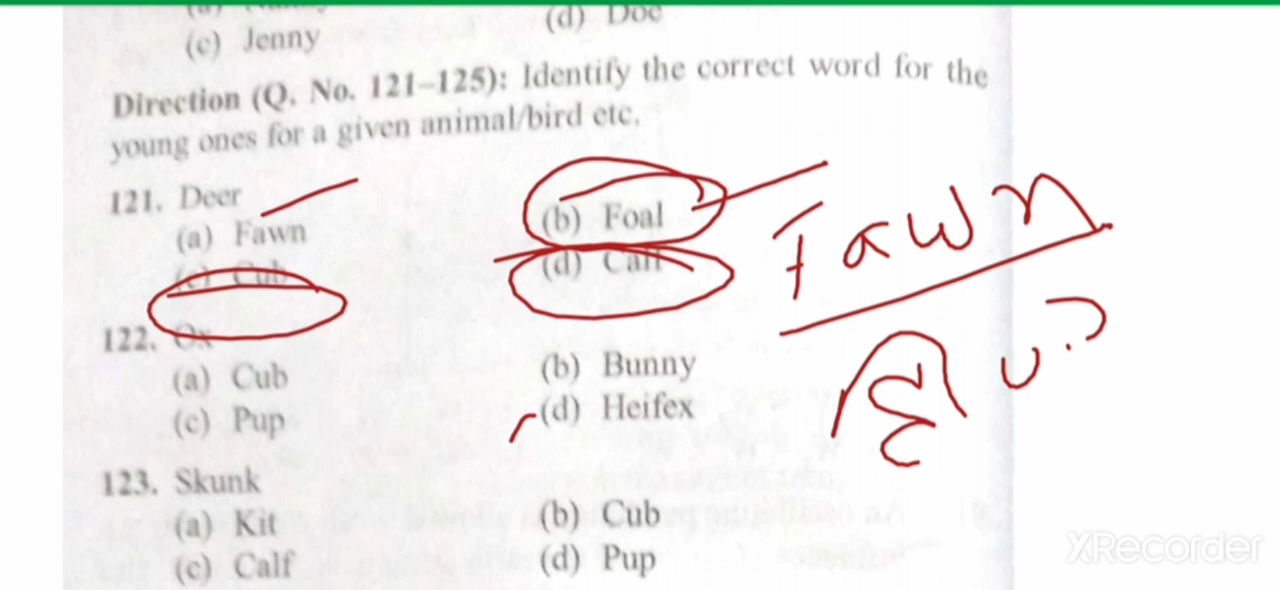 (c) Jenny
(d) Doe
Direction (Q. No. 121–125): Identify the correct word for the
young ones for a given animal/bird etc.
121. Deer
(a) Fawn
(b) Foal
(c) Cub
(d) Calf
Fawn
122. Ox
(a) Cub
(b) Bunny
(c) Pup
(d) Heifex
123. Skunk
(a) Kit
(b) Cub
(c) Calf
(d) Pup
XRecorder